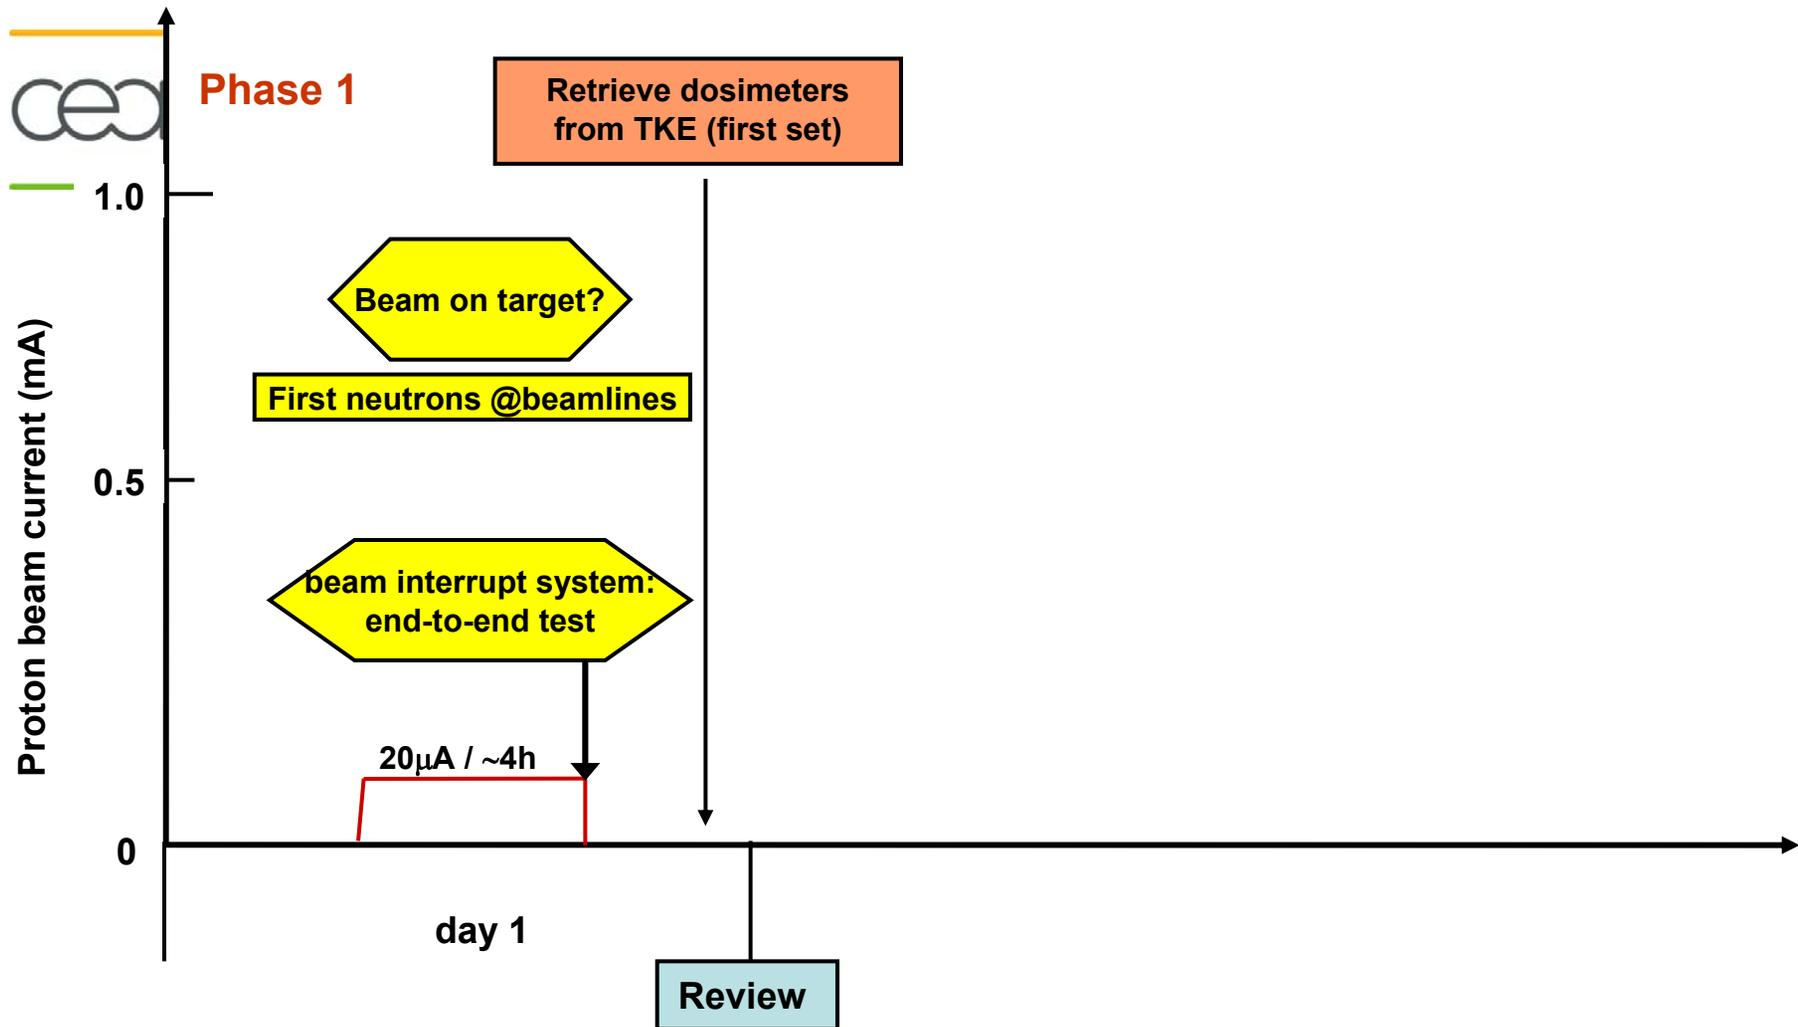 cea
Phase 1
Retrieve dosimeters
from TKE (first set)
1.0
Beam on target?
First neutrons @beamlines
0.5
Proton beam current (mA)
beam interrupt system:
end-to-end test
20μA / ~4h
0
day 1
Review